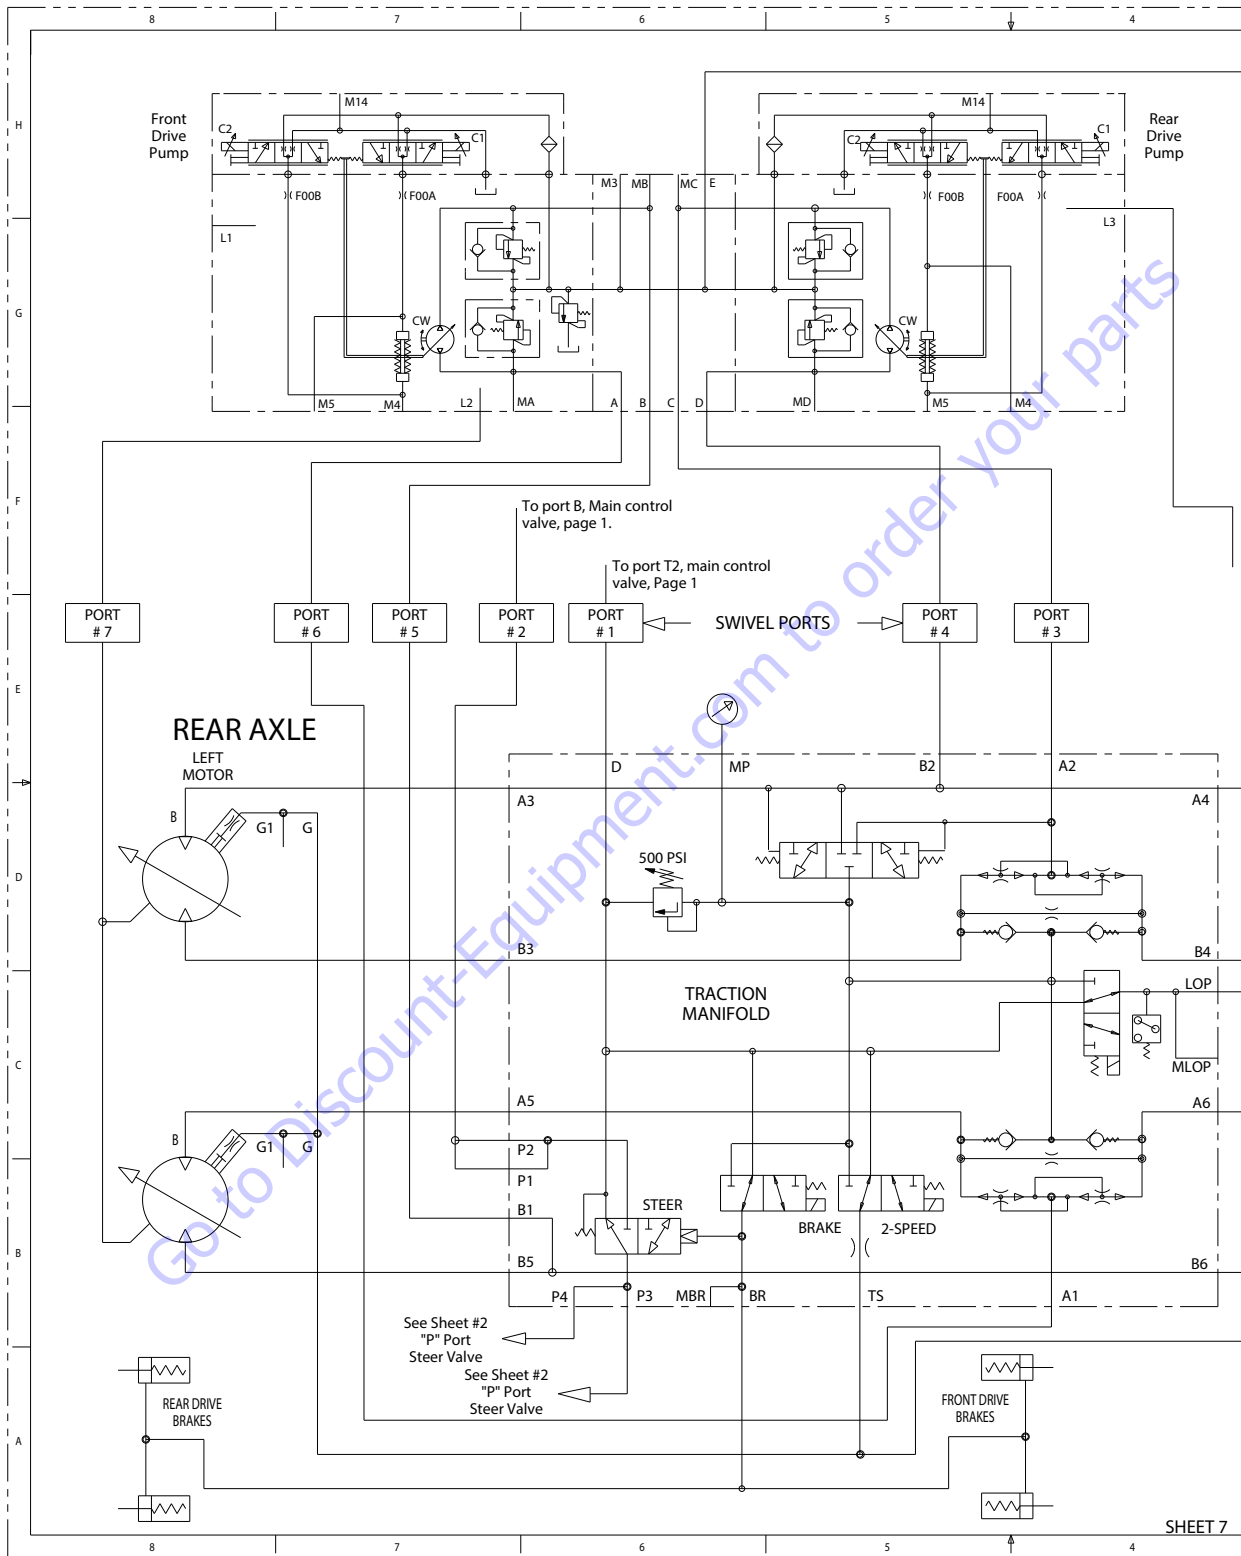 8 7 6 5 4
H
Front
Drive
Pump
M14
C2
C1
F00B
F00A
M3
MB
MC
E
M14
C2
C1
F00B
F00A
Rear
Drive
Pump
L1
L3
G
CW
CW
M5
M4
L2
MA
A
B
C
D
MD
M5
M4
F
To port B, Main control
valve, page 1.
To port T2, main control
valve, Page 1
PORT
# 7
PORT
# 6
PORT
# 5
PORT
# 2
PORT
# 1
SWIVEL PORTS
PORT
# 4
PORT
# 3
E
REAR AXLE
LEFT
MOTOR
D
MP
B2
A2
A3
A4
B
G1
G
D
500 PSI
B3
B4
TRACTION
MANIFOLD
LOP
C
MLOP
A5
A6
B
G1
G
P2
P1
B1
STEER
BRAKE
2-SPEED
B
B5
B6
P4
P3
MBR
BR
TS
A1
See Sheet #2
"P" Port
Steer Valve
See Sheet #2
"P" Port
Steer Valve
REAR DRIVE
BRAKES
FRONT DRIVE
BRAKES
A
SHEET 7
8 7 6 5 4
Go to Discount-Equipment.com to order your parts